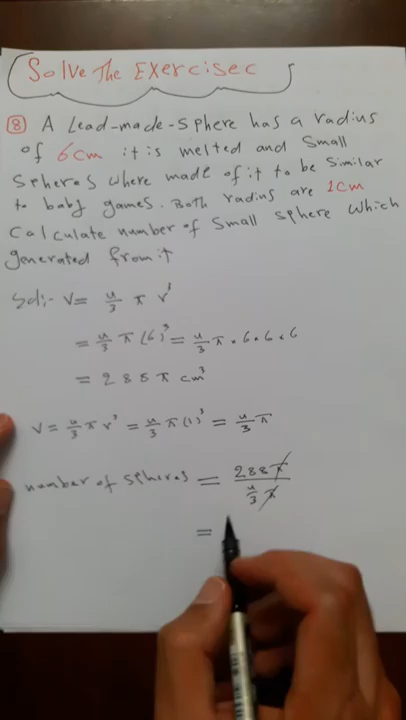 Solve The Exercisec
8 A Lead-made-sphere has a radius
of 6cm it is melted and small
spheres where made of it to be similar
to baby games. Both radius are 1cm
calculate number of small sphere which
generated from it
Sol:- V = 4/3 π r³
= 4/3 π (6)³ = 4/3 π * 6 * 6 * 6
= 288 π cm³
V = 4/3 π r³ = 4/3 π (1)³ = 4/3 π
number of spheres = 288π / 4/3 π
=